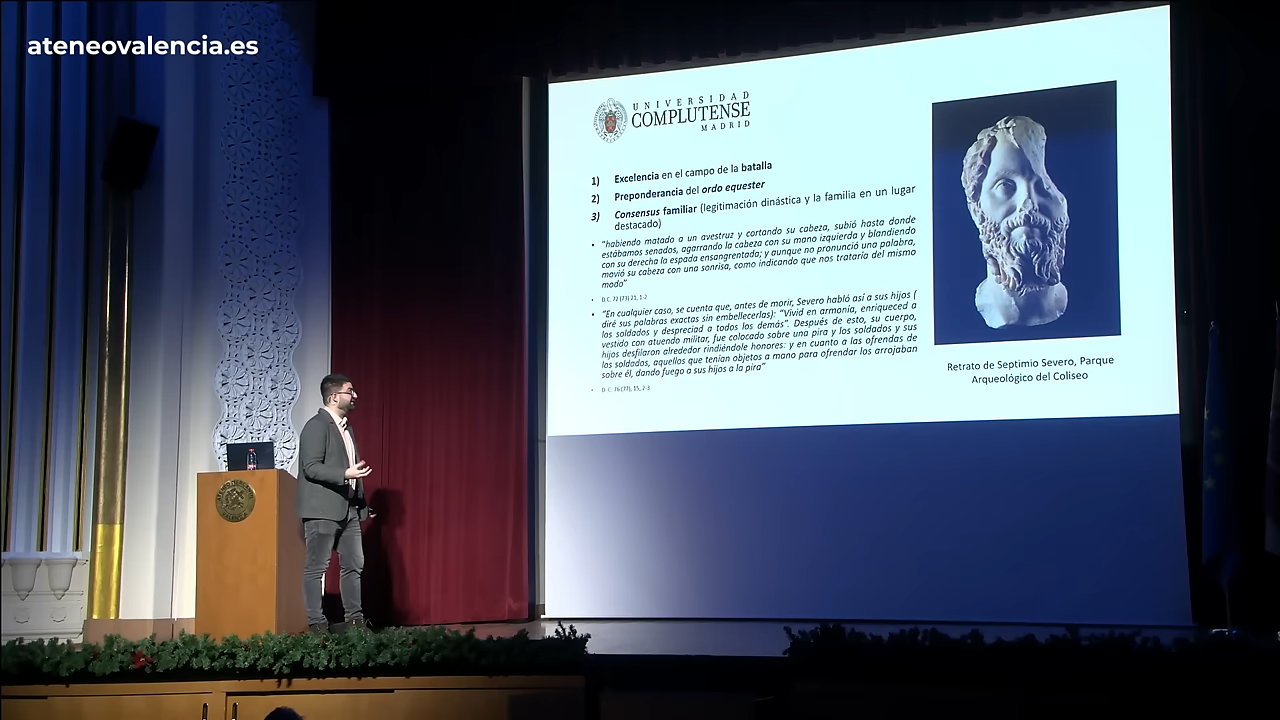 ateneovalencia.es
UNIVERSIDAD
COMPLUTENSE
MADRID
1) Excelencia en el campo de la batalla
2) Preponderancia del ordo equester
3) Consensus familiar (legitimación dinástica y la familia en un lugar
destacado)
• "habiendo matado a un avestruz y cortando su cabeza, subió hasta donde
estábamos senados, agarrando la cabeza con su mano izquierda y blandiendo
con su derecha la espada ensangrentada; y aunque no pronunció una palabra,
movió su cabeza con una sonrisa, como indicando que nos trataría del mismo
modo"
• D.C. 72 (73) 21, 1-2
• "En cualquier caso, se cuenta que, antes de morir, Severo habló así a sus hijos (
diré sus palabras exactas sin embellecerlas): "Vivid en armonía, enriqueced a
los soldados y despreciad a todos los demás". Después de esto, su cuerpo,
vestido con atuendo militar, fue colocado sobre una pira y los soldados y sus
hijos desfilaron alrededor rindiéndole honores: y en cuanto a las ofrendas de
los soldados, aquellos que tenían objetos a mano para ofrendar los arrojaban
sobre él, dando fuego a sus hijos a la pira"
• D. C. 76 (77), 15, 2-3
Retrato de Septimio Severo, Parque
Arqueológico del Coliseo